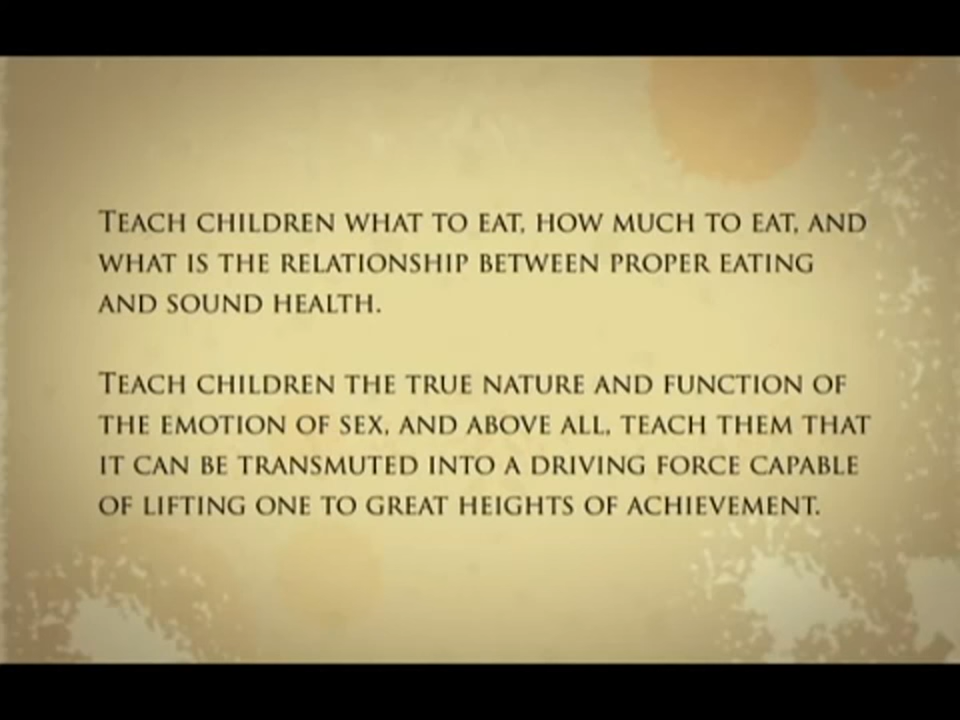 Teach children what to eat, how much to eat, and
what is the relationship between proper eating
and sound health.
Teach children the true nature and function of
the emotion of sex, and above all, teach them that
it can be transmuted into a driving force capable
of lifting one to great heights of achievement.